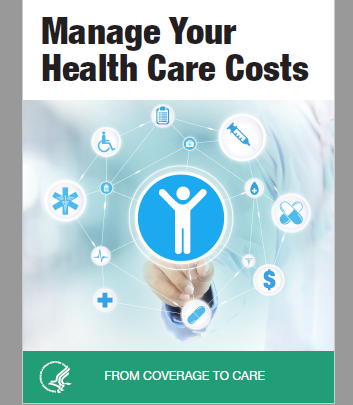 Manage Your
Health Care Costs
$
FROM COVERAGE TO CARE